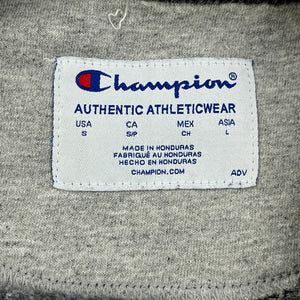 Champion®
AUTHENTIC ATHLETICWEAR
USA CA MEX ASIA
S S/P CH L
MADE IN HONDURAS
FABRIQUÉ AU HONDURAS
HECHO EN HONDURAS
CHAMPION.COM ADV